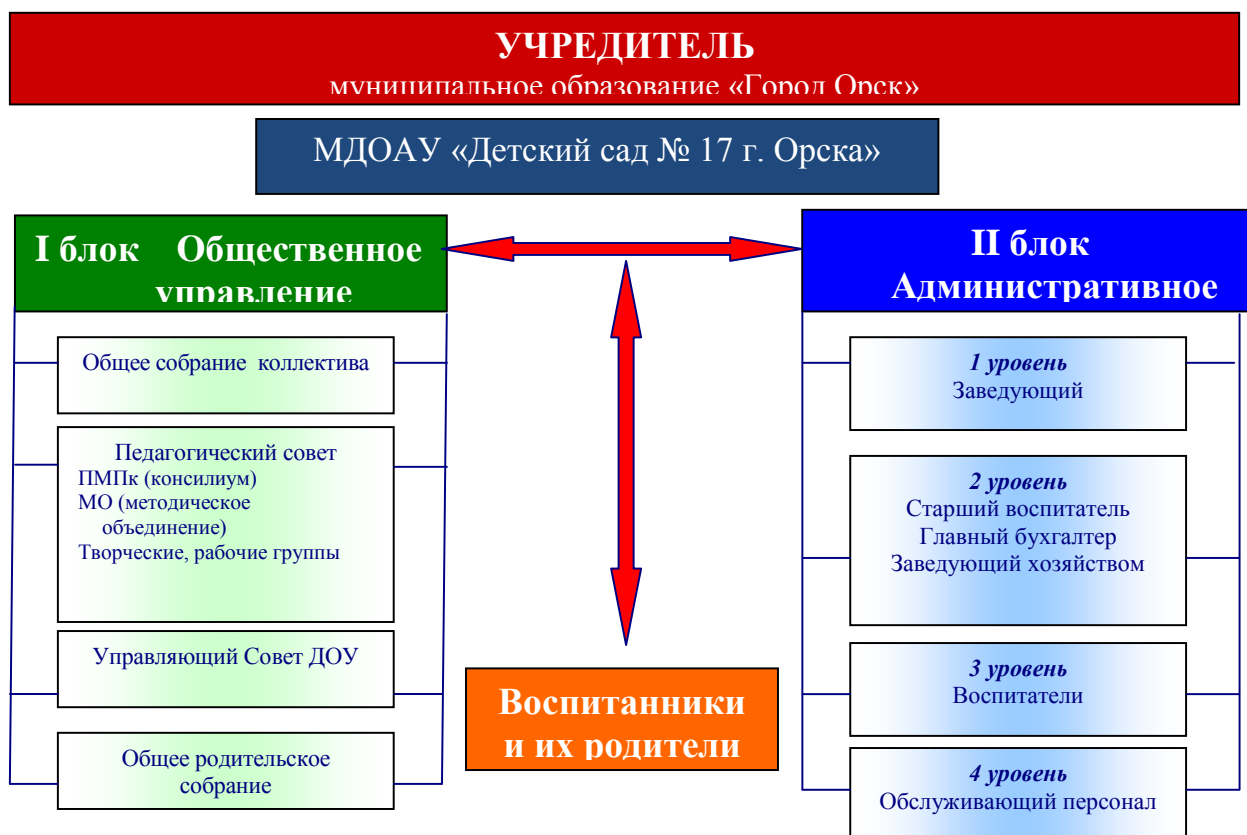 УЧРЕДИТЕЛЬ
муниципальное образование «Город Орск»
МДОАУ «Детский сад № 17 г. Орска»
I блок Общественное
управление
Общее собрание коллектива
Педагогический совет
ПМПк (консилиум)
МО (методическое
объединение)
Творческие, рабочие группы
Управляющий Совет ДОУ
Общее родительское
собрание
Воспитанники
и их родители
II блок
Административное
1 уровень
Заведующий
2 уровень
Старший воспитатель
Главный бухгалтер
Заведующий хозяйством
3 уровень
Воспитатели
4 уровень
Обслуживающий персонал